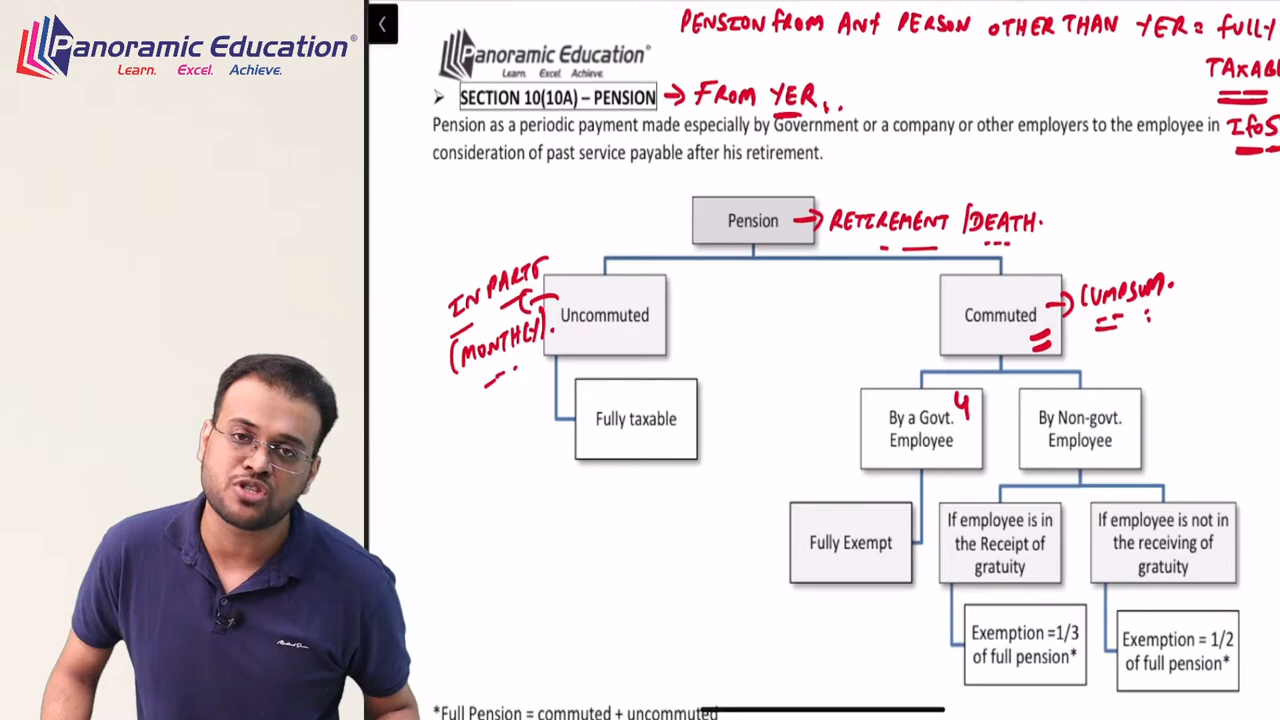 Panoramic Education®
Learn. Excel. Achieve.
PENSION FROM ANY PERSON OTHER THAN YER = FULLY
TAXAB
IFOS
Panoramic Education®
Learn. Excel. Achieve.
➢ SECTION 10(10A) – PENSION → FROM YER
Pension as a periodic payment made especially by Government or a company or other employers to the employee in
consideration of past service payable after his retirement.
Pension → RETIREMENT / DEATH.
IN PARTS
(MONTHLY).
Uncommuted
Fully taxable
Commuted → LUMPSUM.
By a Govt.
Employee
By Non-govt.
Employee
Fully Exempt
If employee is in
the Receipt of
gratuity
If employee is not in
the receiving of
gratuity
Exemption =1/3
of full pension*
Exemption = 1/2
of full pension*
*Full Pension = commuted + uncommuted